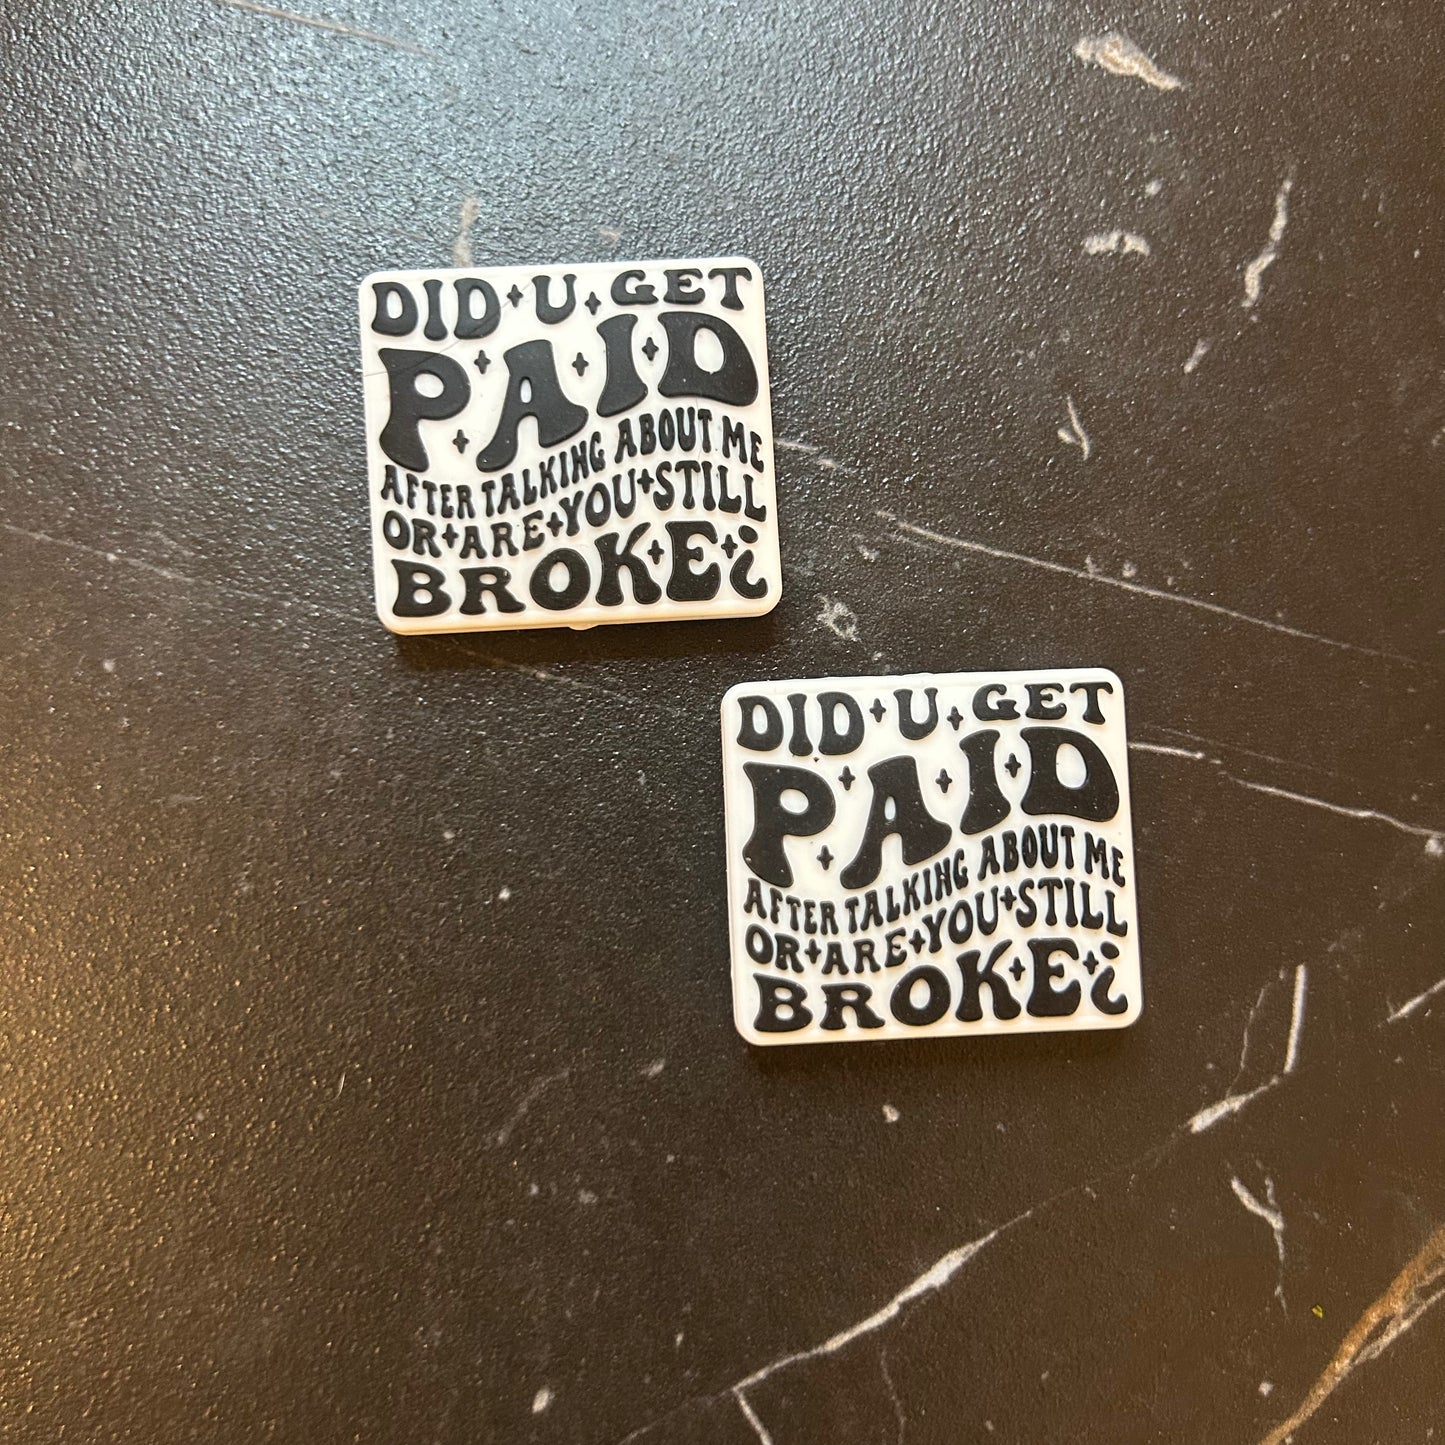 DID U GET
PAID
AFTER TALKING ABOUT ME
OR ARE YOU STILL
BROKE¿
DID U GET
PAID
AFTER TALKING ABOUT ME
OR ARE YOU STILL
BROKE¿